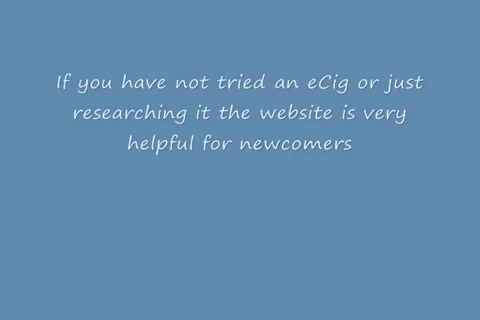 If you have not tried an eCig or just
researching it the website is very
helpful for newcomers